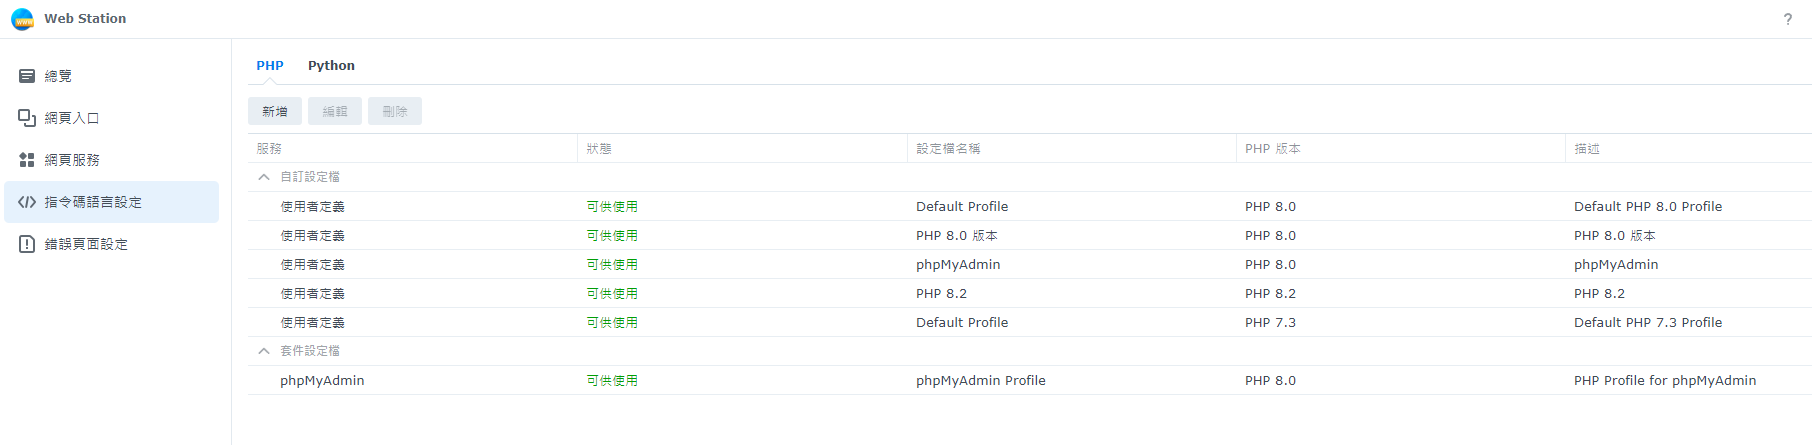 Web Station
?
總覽
網頁入口
網頁服務
指令碼語言設定
錯誤頁面設定
PHP Python
新增 編輯 刪除
服務 狀態 設定檔名稱 PHP 版本 描述
自訂設定檔
使用者定義 可供使用 Default Profile PHP 8.0 Default PHP 8.0 Profile
使用者定義 可供使用 PHP 8.0 版本 PHP 8.0 PHP 8.0 版本
使用者定義 可供使用 phpMyAdmin PHP 8.0 phpMyAdmin
使用者定義 可供使用 PHP 8.2 PHP 8.2 PHP 8.2
使用者定義 可供使用 Default Profile PHP 7.3 Default PHP 7.3 Profile
套件設定檔
phpMyAdmin 可供使用 phpMyAdmin Profile PHP 8.0 PHP Profile for phpMyAdmin